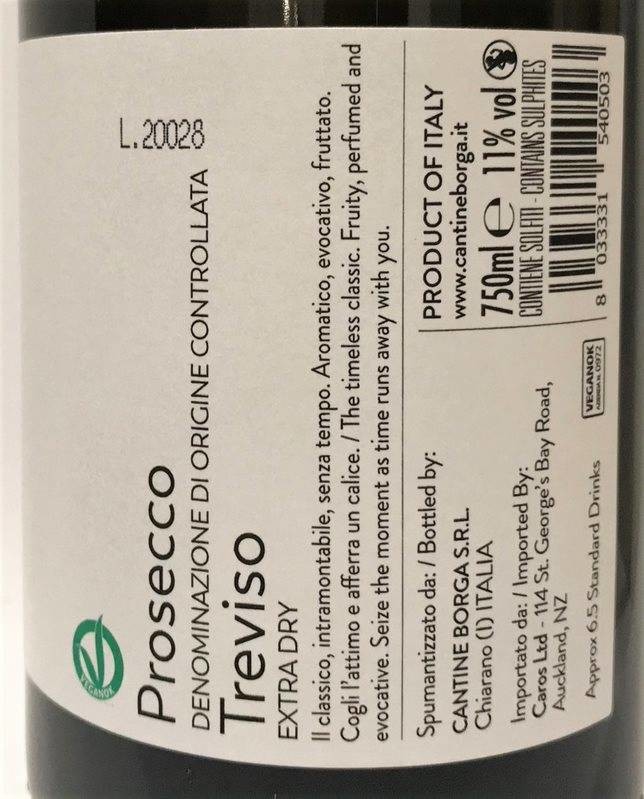 VEGANOK
L.20028
Prosecco
DENOMINAZIONE DI ORIGINE CONTROLLATA
Treviso
EXTRA DRY
Il classico, intramontabile, senza tempo. Aromatico, evocativo, fruttato.
Cogli l'attimo e afferra un calice. / The timeless classic. Fruity, perfumed and
evocative. Seize the moment as time runs away with you.
Spumantizzato da: / Bottled by:
CANTINE BORGA S.R.L.
Chiarano (I) ITALIA
Importato da: / Imported By:
Caros Ltd - 114 St. George's Bay Road,
Auckland, NZ
Approx 6.5 Standard Drinks
VEGANOK
AZIENDA N. 0972
PRODUCT OF ITALY
www.cantineborga.it
750ml e 11% vol
CONTIENE SOLFITI - CONTAINS SULPHITES
8 033331 540503